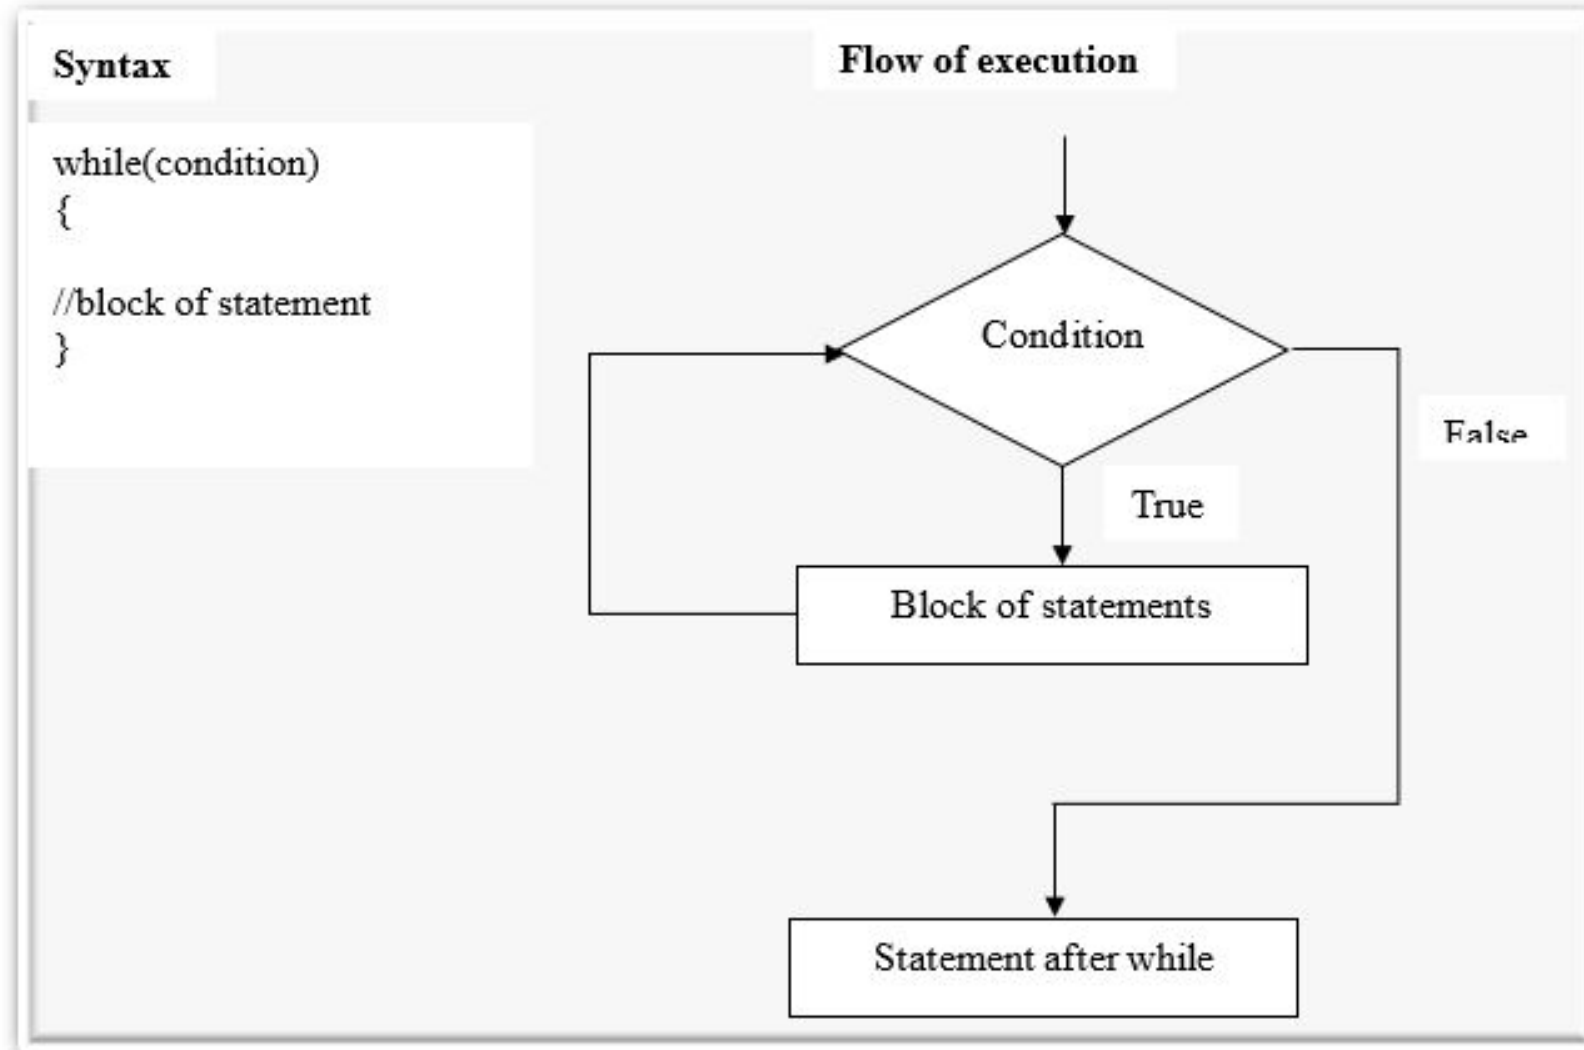 Syntax
Flow of execution
while(condition)
{
//block of statement
}
Condition
False
True
Block of statements
Statement after while